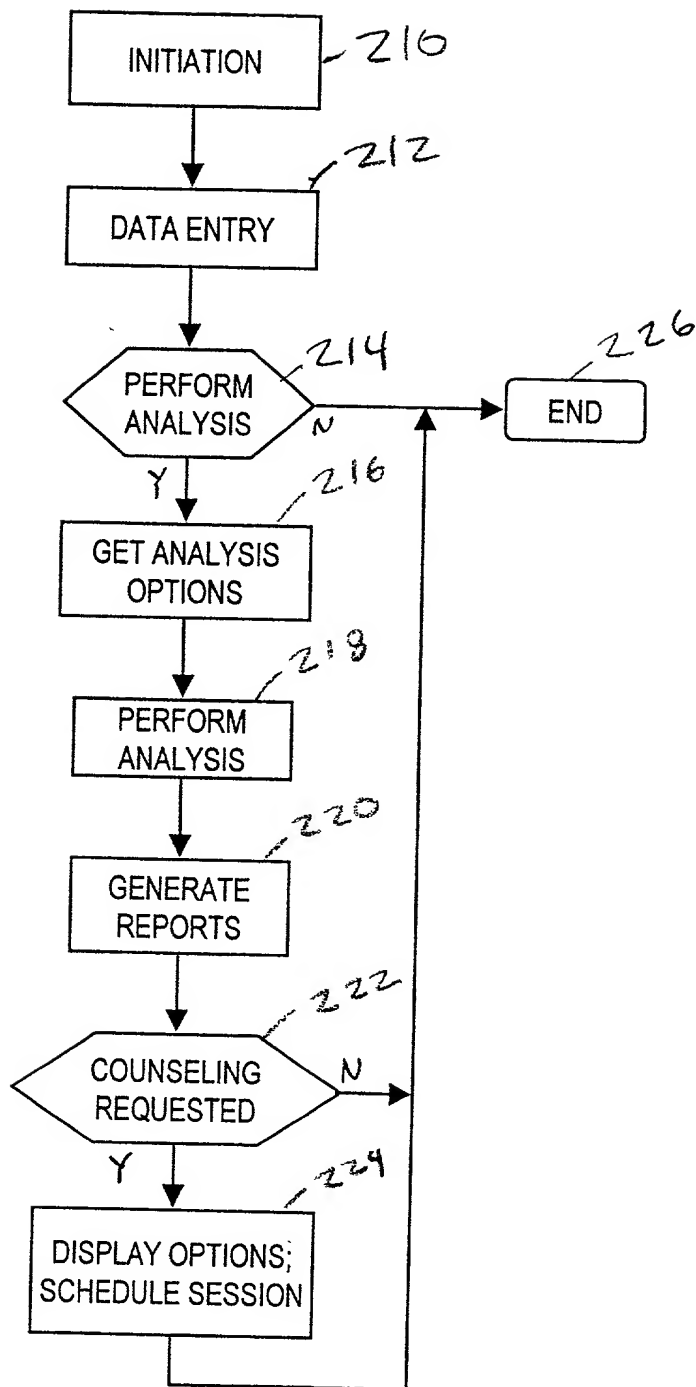 INITIATION
210
212
DATA ENTRY
214
PERFORM
ANALYSIS
N
226
END
Y
216
GET ANALYSIS
OPTIONS
218
PERFORM
ANALYSIS
220
GENERATE
REPORTS
222
COUNSELING
REQUESTED
N
Y
224
DISPLAY OPTIONS;
SCHEDULE SESSION